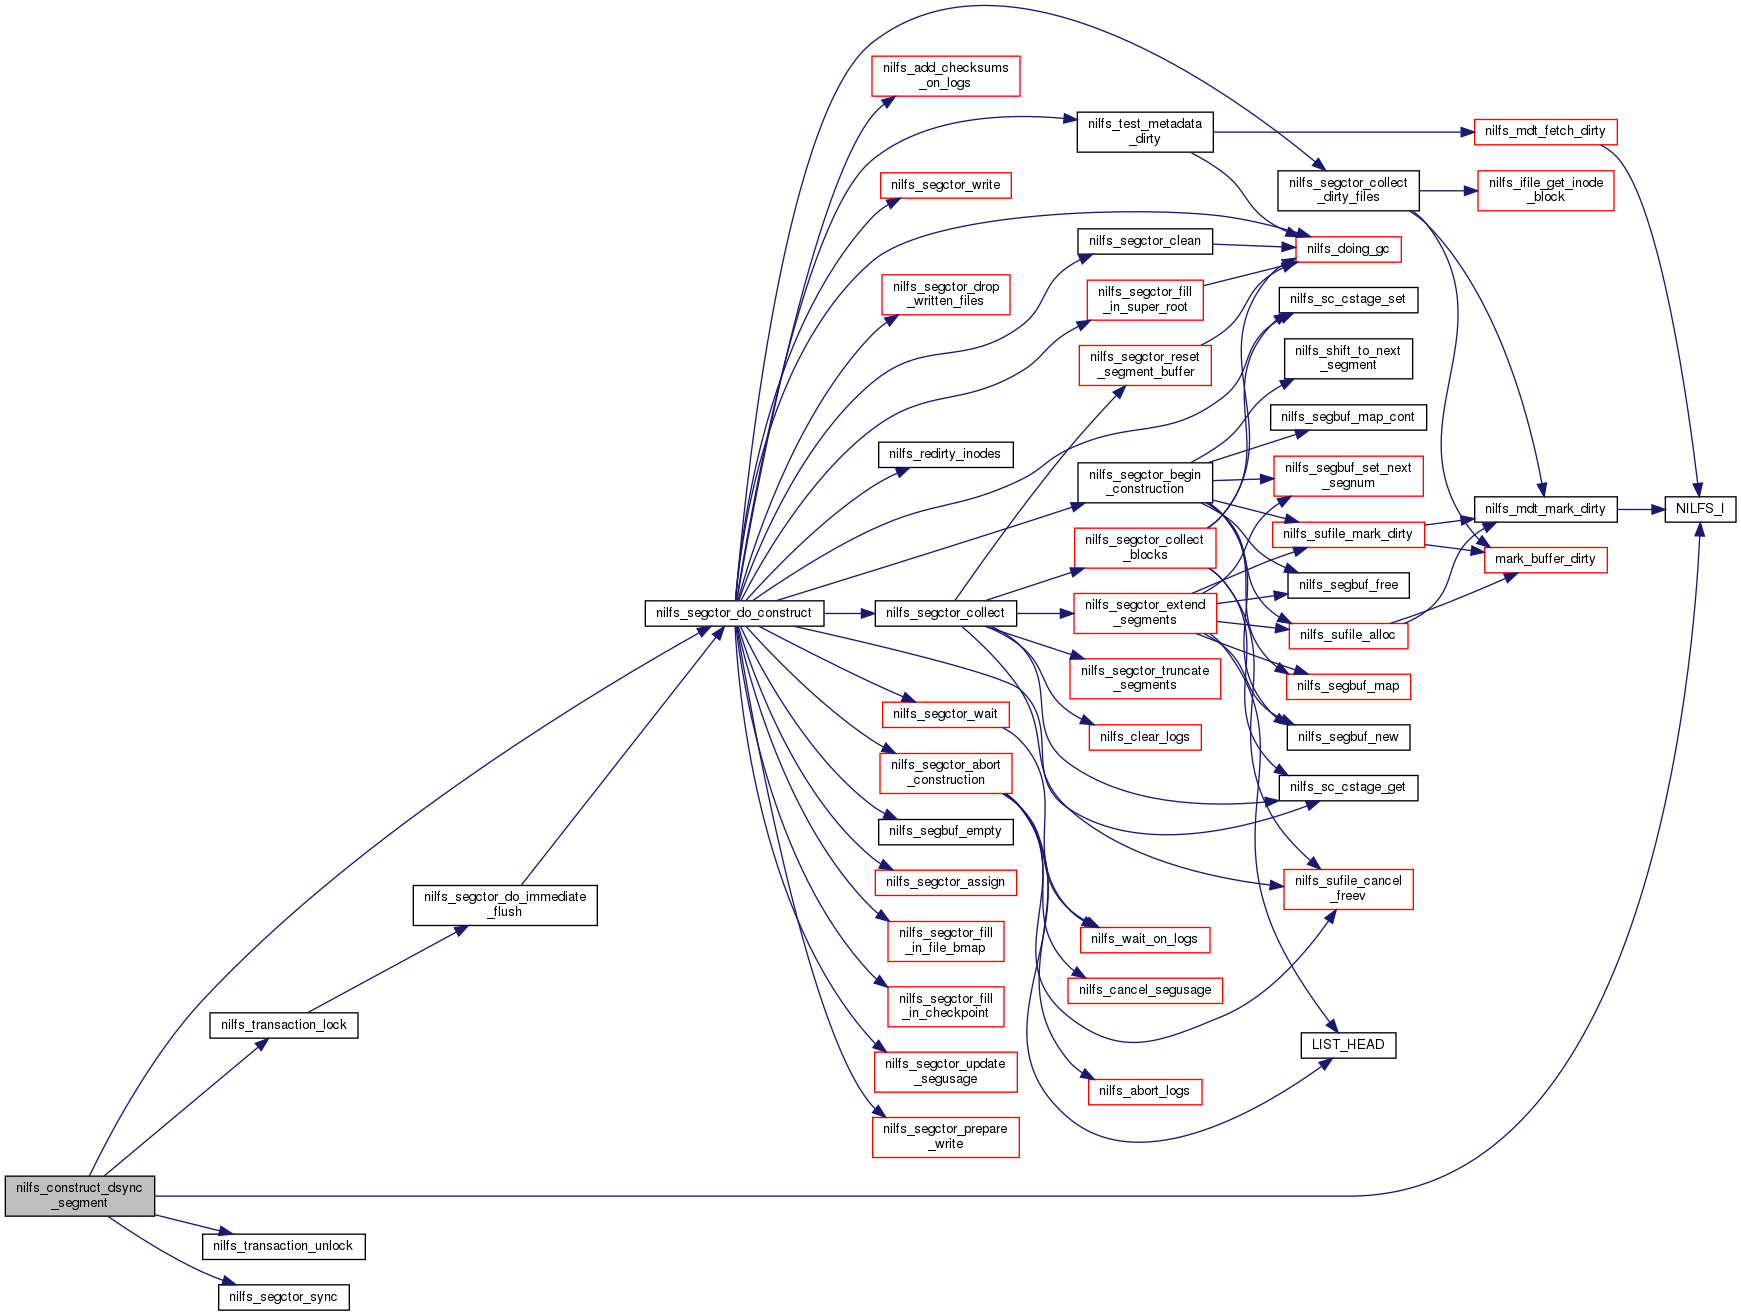 nilfs_add_checksums
_on_logs
nilfs_test_metadata
_dirty
nilfs_mdt_fetch_dirty
nilfs_segctor_write
nilfs_segctor_collect
_dirty_files
nilfs_ifile_get_inode
_block
nilfs_segctor_clean
nilfs_doing_gc
nilfs_segctor_drop
_written_files
nilfs_segctor_fill
_in_super_root
nilfs_sc_cstage_set
nilfs_segctor_reset
_segment_buffer
nilfs_shift_to_next
_segment
nilfs_segbuf_map_cont
nilfs_redirty_inodes
nilfs_segctor_begin
_construction
nilfs_segbuf_set_next
_segnum
nilfs_mdt_mark_dirty
NILFS_I
nilfs_segctor_collect
_blocks
nilfs_sufile_mark_dirty
mark_buffer_dirty
nilfs_segbuf_free
nilfs_segctor_do_construct
nilfs_segctor_collect
nilfs_segctor_extend
_segments
nilfs_sufile_alloc
nilfs_segctor_truncate
_segments
nilfs_segbuf_map
nilfs_segctor_wait
nilfs_clear_logs
nilfs_segbuf_new
nilfs_segctor_abort
_construction
nilfs_sc_cstage_get
nilfs_segbuf_empty
nilfs_segctor_assign
nilfs_sufile_cancel
_freev
nilfs_segctor_do_immediate
_flush
nilfs_segctor_fill
_in_file_bmap
nilfs_wait_on_logs
nilfs_cancel_segusage
nilfs_segctor_fill
_in_checkpoint
nilfs_transaction_lock
LIST_HEAD
nilfs_segctor_update
_segusage
nilfs_abort_logs
nilfs_segctor_prepare
_write
nilfs_construct_dsync
_segment
nilfs_transaction_unlock
nilfs_segctor_sync